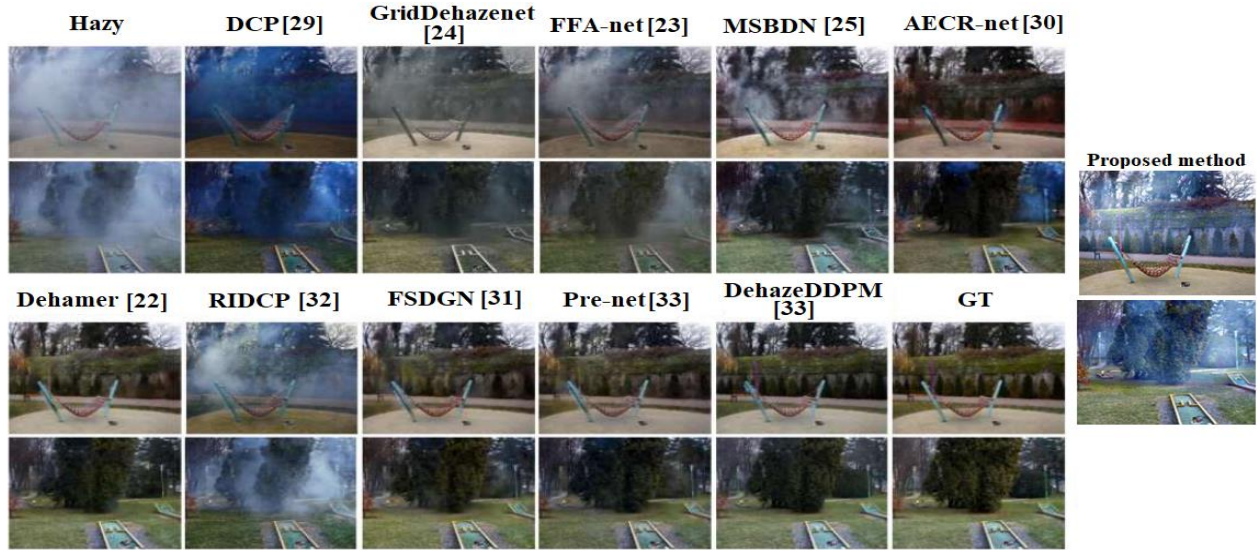 Hazy
DCP [29]
GridDehazenet
[24]
FFA-net [23]
MSBDN [25]
AECR-net [30]
Proposed method
Dehamer [22]
RIDCP [32]
FSDGN [31]
Pre-net [33]
DehazeDDPM
[33]
GT